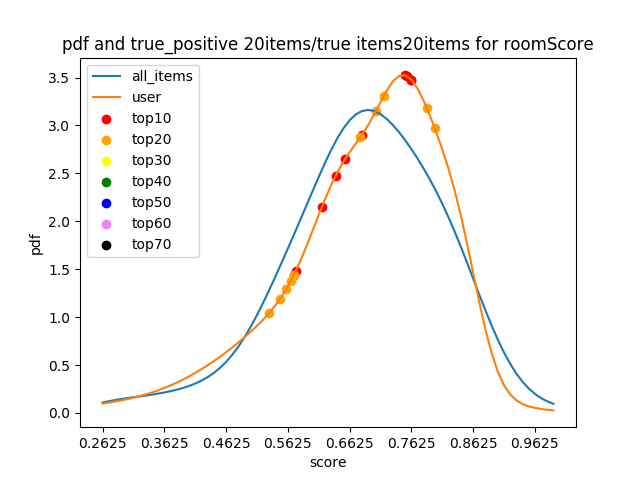 pdf and true_positive 20items/true items20items for roomScore
all_items
user
top10
top20
top30
top40
top50
top60
top70
3.5
3.0
2.5
2.0
1.5
1.0
0.5
0.0
pdf
0.2625 0.3625 0.4625 0.5625 0.6625 0.7625 0.8625 0.9625
score